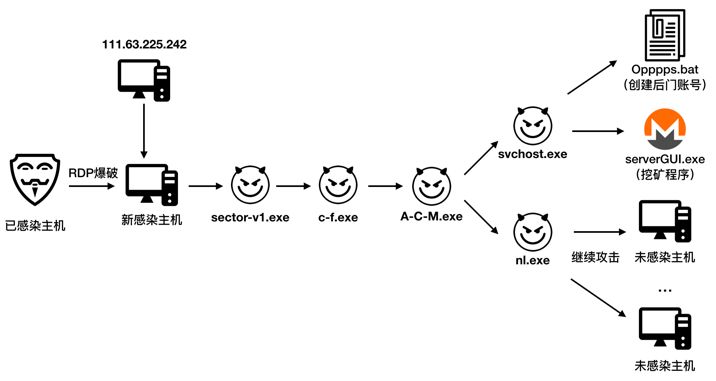 111.63.225.242
Opppps.bat
（创建后门账号）
RDP爆破
svchost.exe
serverGUI.exe
（挖矿程序）
已感染主机
新感染主机
sector-v1.exe
c-f.exe
A-C-M.exe
nl.exe
继续攻击
未感染主机
...
未感染主机